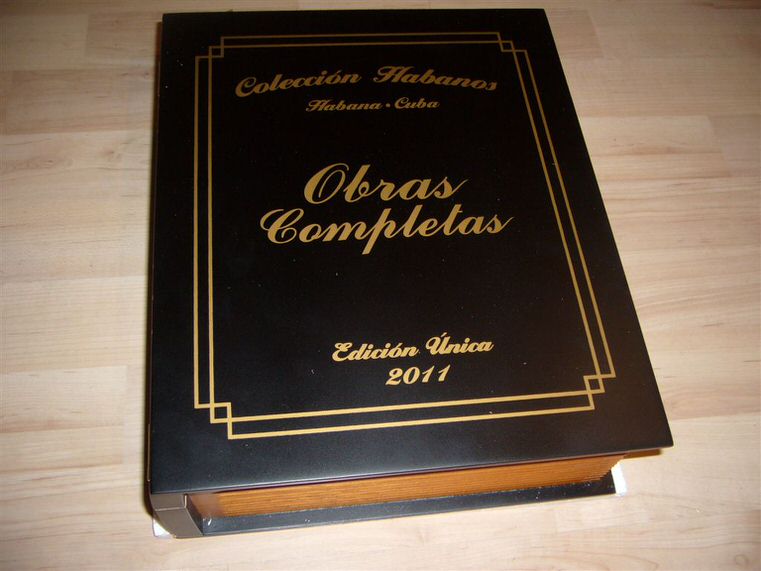 Colección Habanos
Habana • Cuba
Obras
Completas
Edición Única
2011